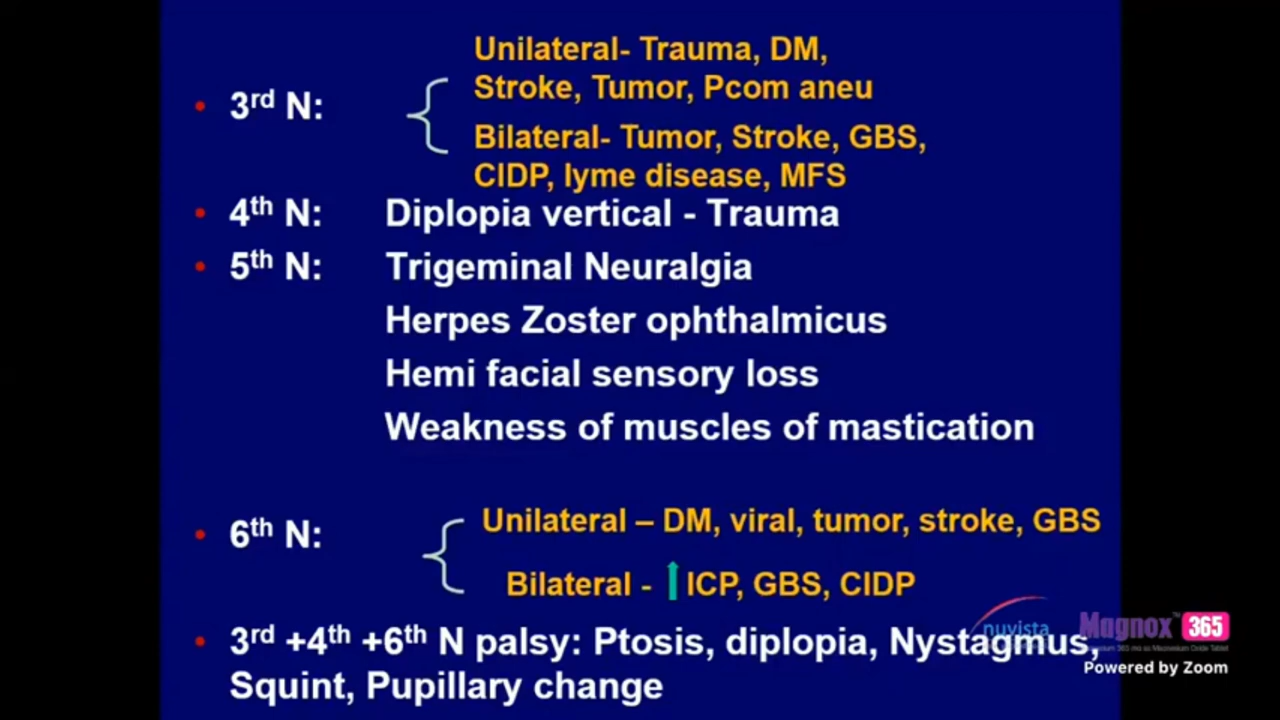 Unilateral- Trauma, DM,
Stroke, Tumor, Pcom aneu
• 3rd N:
Bilateral- Tumor, Stroke, GBS,
CIDP, lyme disease, MFS
• 4th N: Diplopia vertical - Trauma
• 5th N: Trigeminal Neuralgia
Herpes Zoster ophthalmicus
Hemi facial sensory loss
Weakness of muscles of mastication
Unilateral – DM, viral, tumor, stroke, GBS
• 6th N:
Bilateral - ↑ ICP, GBS, CIDP
• 3rd +4th +6th N palsy: Ptosis, diplopia, Nystagmus,
Squint, Pupillary change
nuvista
Magnox™ 365
Powered by Zoom